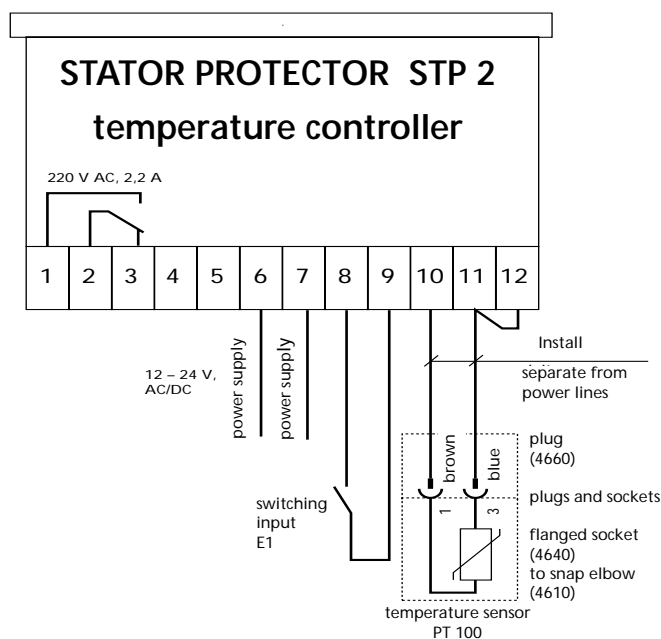 STATOR PROTECTOR STP 2
temperature controller
220 V AC, 2,2 A
1 2 3 4 5 6 7 8 9 10 11 12
12 – 24 V,
AC/DC
power supply
power supply
Install
separate from
power lines
switching
input
E1
brown
blue
plug
(4660)
plugs and sockets
1
3
flanged socket
(4640)
to snap elbow
(4610)
temperature sensor
PT 100